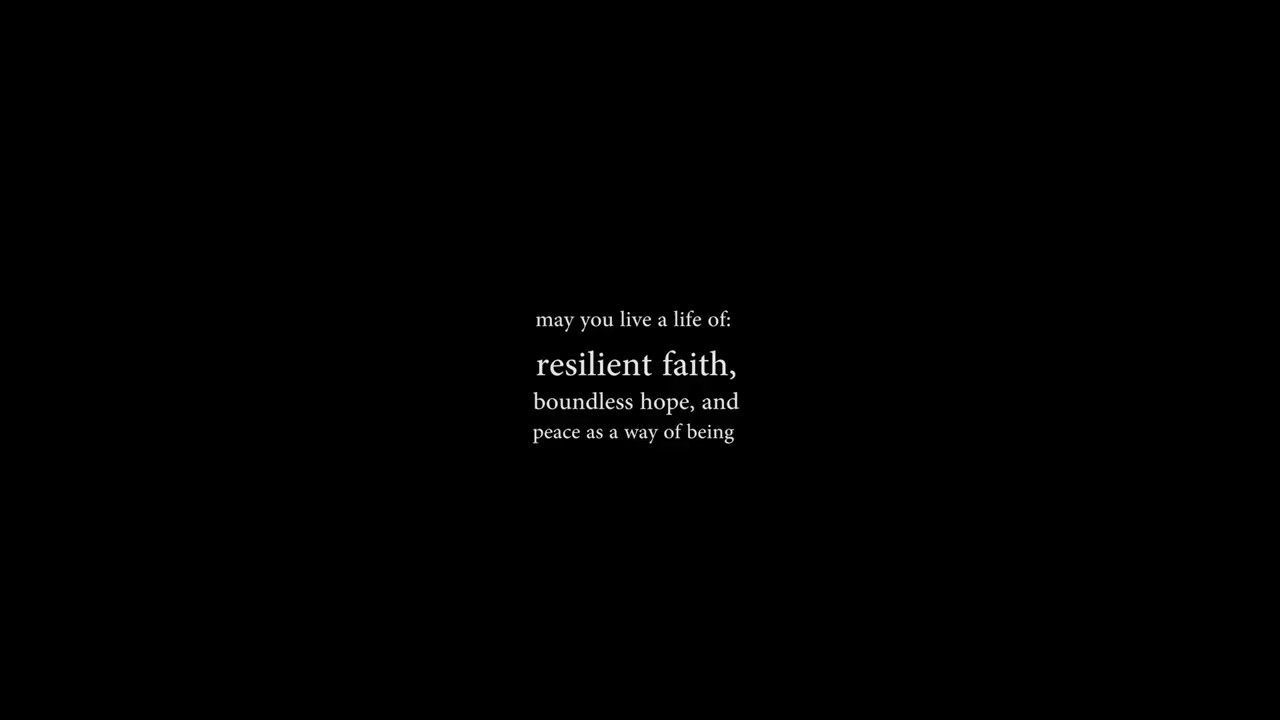 may you live a life of:
resilient faith,
boundless hope, and
peace as a way of being